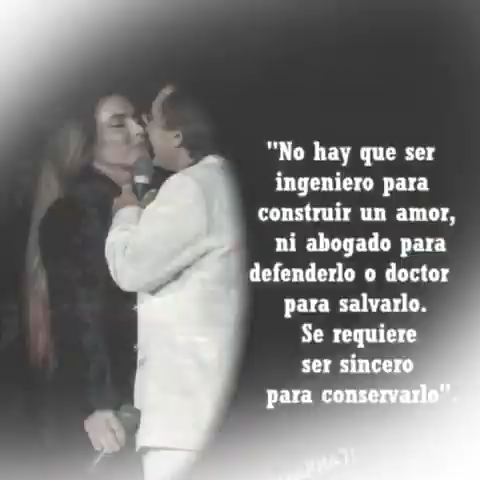 "No hay que ser
ingeniero para
construir un amor,
ni abogado para
defenderlo o doctor
para salvarlo.
Se requiere
ser sincero
para conservarlo".